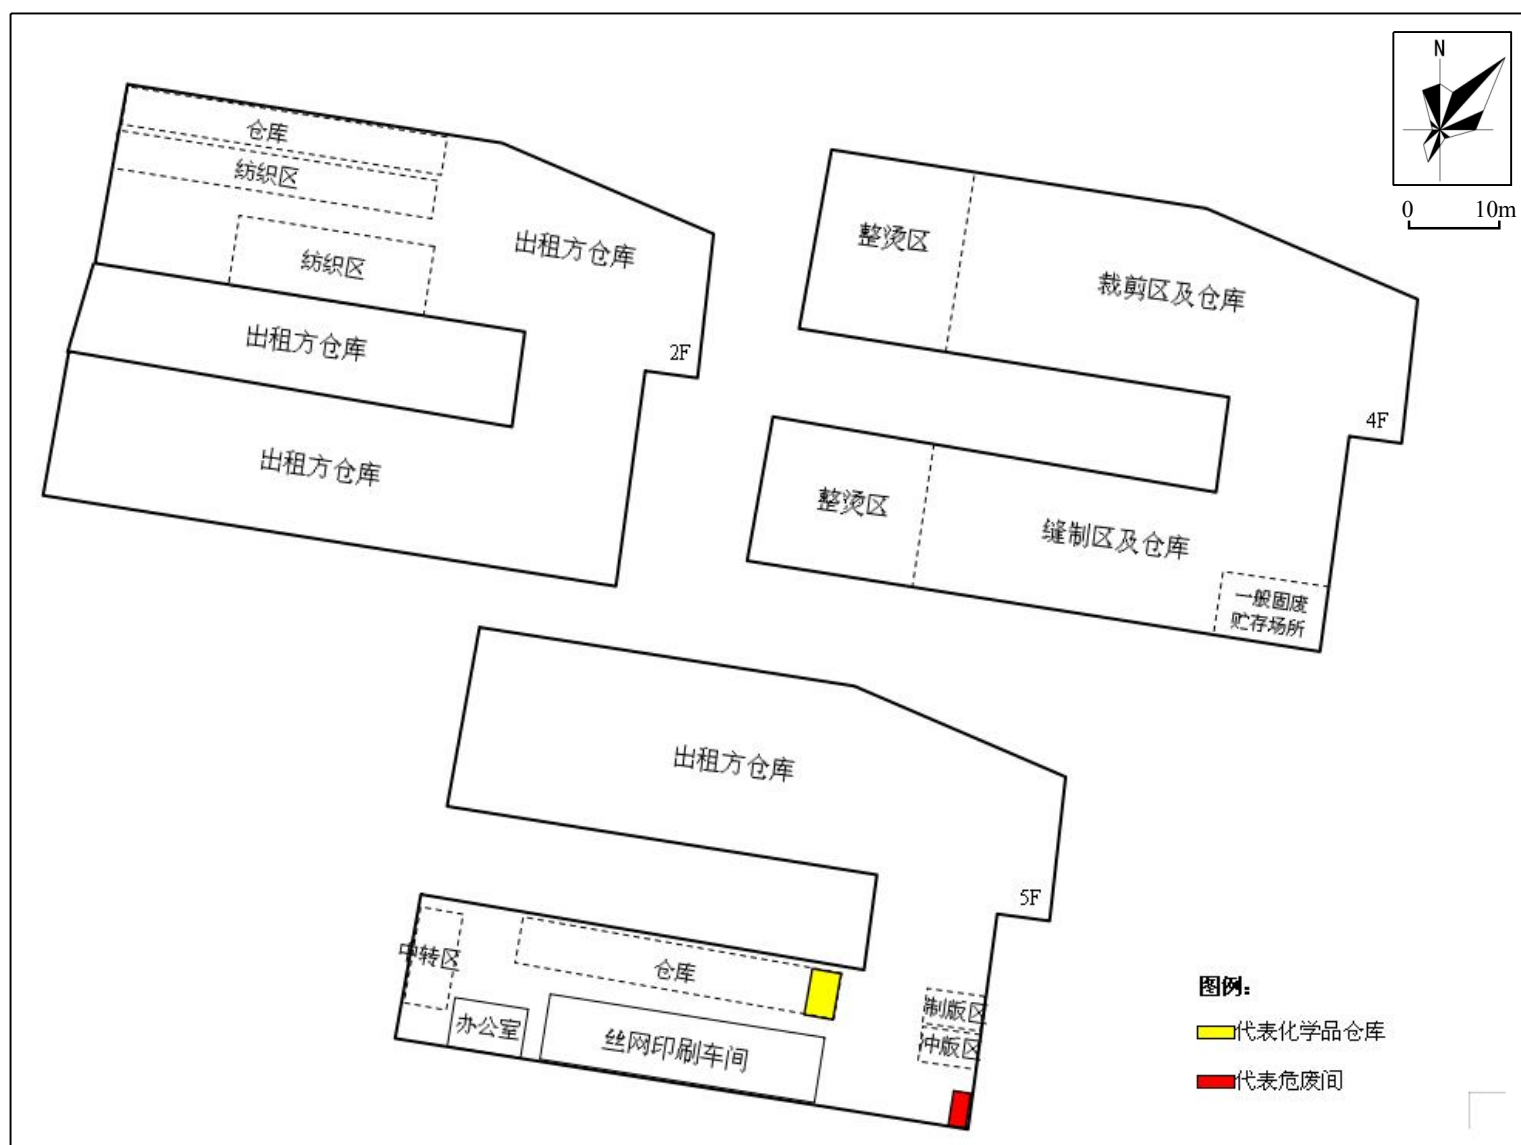 N
0 10m
仓库
纺织区
纺织区
出租方仓库
出租方仓库
2F
出租方仓库
整烫区
裁剪区及仓库
4F
整烫区
缝制区及仓库
一般固废
贮存场所
出租方仓库
5F
中转区
仓库
办公室
丝网印刷车间
制版区
冲版区
图例：
代表化学品仓库
代表危废间